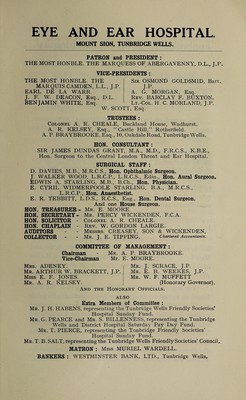 EYE AND EAR HOSPITAL.
MOUNT SION, TUNBRIDGE WELLS.
PATRON and PRESIDENT :
THE MOST HONBLE. THE MARQUESS OF ABERGAVENNY, D.L., J.P.
VICE-PRESIDENTS :
THE MOST HONBLE. THE MARQUIS CAMDEN, L.L., J.P.
EARL DE LA WARR.
J. F. W. DEACON, Esq., D.L.
BENJAMIN WHITE, Esq.
SIR OSMOND GOLDSMID, Bart., J.P.
A. G. MORGAN, Esq.
REV. BARCLAY F. BUXTON.
LT.-COL. H. C. MORLAND, J.P.
W. SCOTT, Esq.
TRUSTEES :
Colonel A. R. CHEALE, Buckland House, Wadhurst.
A. R. KELSEY, Esq., "Castle Hill," Rotherfield.
A. P. BRAYBROOKE, Esq., 10, Oakdale Road, Tunbridge Wells.
HON. CONSULTANT :
SIR JAMES DUNDAS GRANT, M.A., M.D., F.R.C.S., K.B.E.,
Hon. Surgeon to the Central London Throat and Ear Hospital.
SURGICAL STAFF :
D. DAVIES, M.B., M.R.C.S., Hon. Ophthalmic Surgeon.
J. WALKER WOOD, L.R.C.P., L.R.C.S., Edin., Hon. Aural Surgeon.
EDWIN A. STARLING, M.B., B.Ch., Hon. Physician.
E. CYRIL WIDMERPOOLE STARLING, B.A., M.R.C.S., L.R.C.P., Hon. Anaesthetist.
E. B. TEBBITT, L.D.S., R.C.S., Eng., Hon. Dental Surgeon.
And one House Surgeon.
HON. TREASURER - MR. E. MOORE.
HON. SECRETARY - MR. PERCY WICKENDEN, F.C.A.
HON. SOLICITOR - COLONEL A. R. CHEALE.
HON. CHAPLAIN - REV. W. GORDON LARGIE.
AUDITORS - MESSRS. CREASEY, SON & WICKENDEN, Chartered Accountants.
COLLECTOR - MR. J. E. TIPPING.
COMMITTEE OF MANAGEMENT :
Chairman - MR. A. P. BRAYBROOKE.
Vice-Chairman - MR. E. MOORE.
MRS. ADENEY.
MR. ARTHUR W. BRACKETT, J.P.
MISS E. F. JONES.
MR. A. R. KELSEY.
MR. J. SCRACE, J.P.
MR. E. B. WEEKES, J.P.
MR. W. P. MUFFETT
(Honorary Governor).
AND THE HONORARY OFFICIALS.
ALSO
Extra Members of Committee :
MR. J. H. HABENS, representing the Tunbridge Wells Friendly Societies' Hospital Sunday Fund.
MR. G. PEARCE and MR. S. BILLENNESS, representing the Tunbridge Wells and District Hospital Saturday Pay Day Fund.
MR. T. PIERCE, representing the Tunbridge Friendly Societies' Hospital Sunday Fund.
MR. T. B. SALT, representing the Tunbridge Wells Friendly Societies' Council.
MATRON : MISS MURIEL WARDELL.
BANKERS : WESTMINSTER BANK, LTD., Tunbridge Wells.